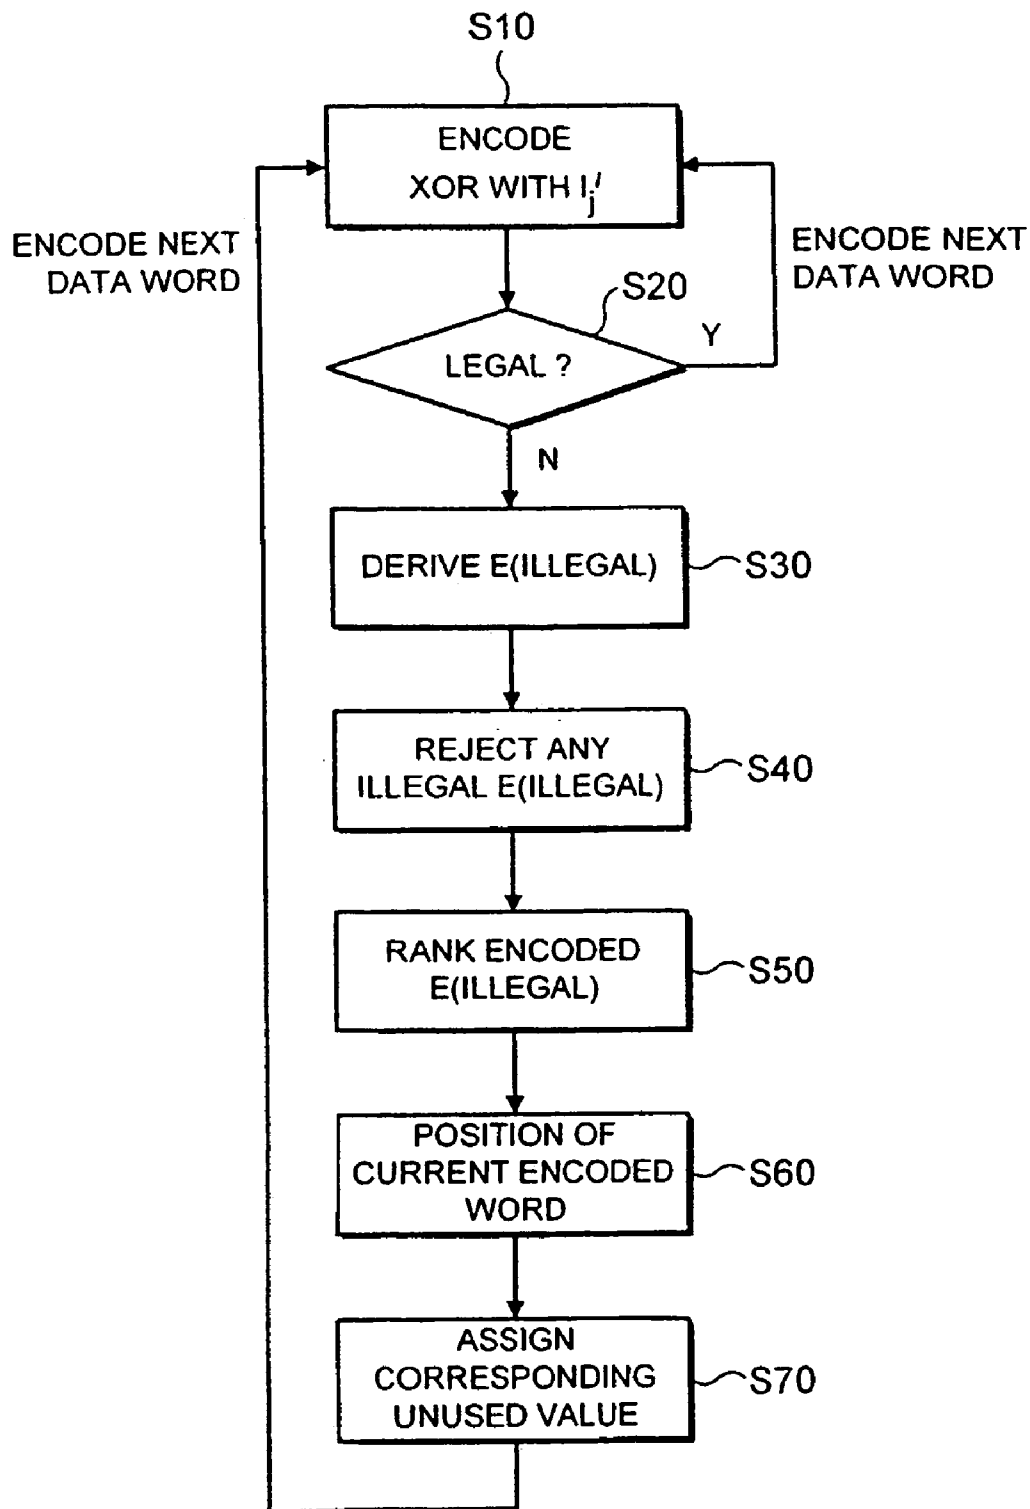 S10
ENCODE
XOR WITH I'j
ENCODE NEXT
DATA WORD
ENCODE NEXT
DATA WORD
S20
LEGAL ?
Y
N
DERIVE E(ILLEGAL)
S30
REJECT ANY
ILLEGAL E(ILLEGAL)
S40
RANK ENCODED
E(ILLEGAL)
S50
POSITION OF
CURRENT ENCODED
WORD
S60
ASSIGN
CORRESPONDING
UNUSED VALUE
S70